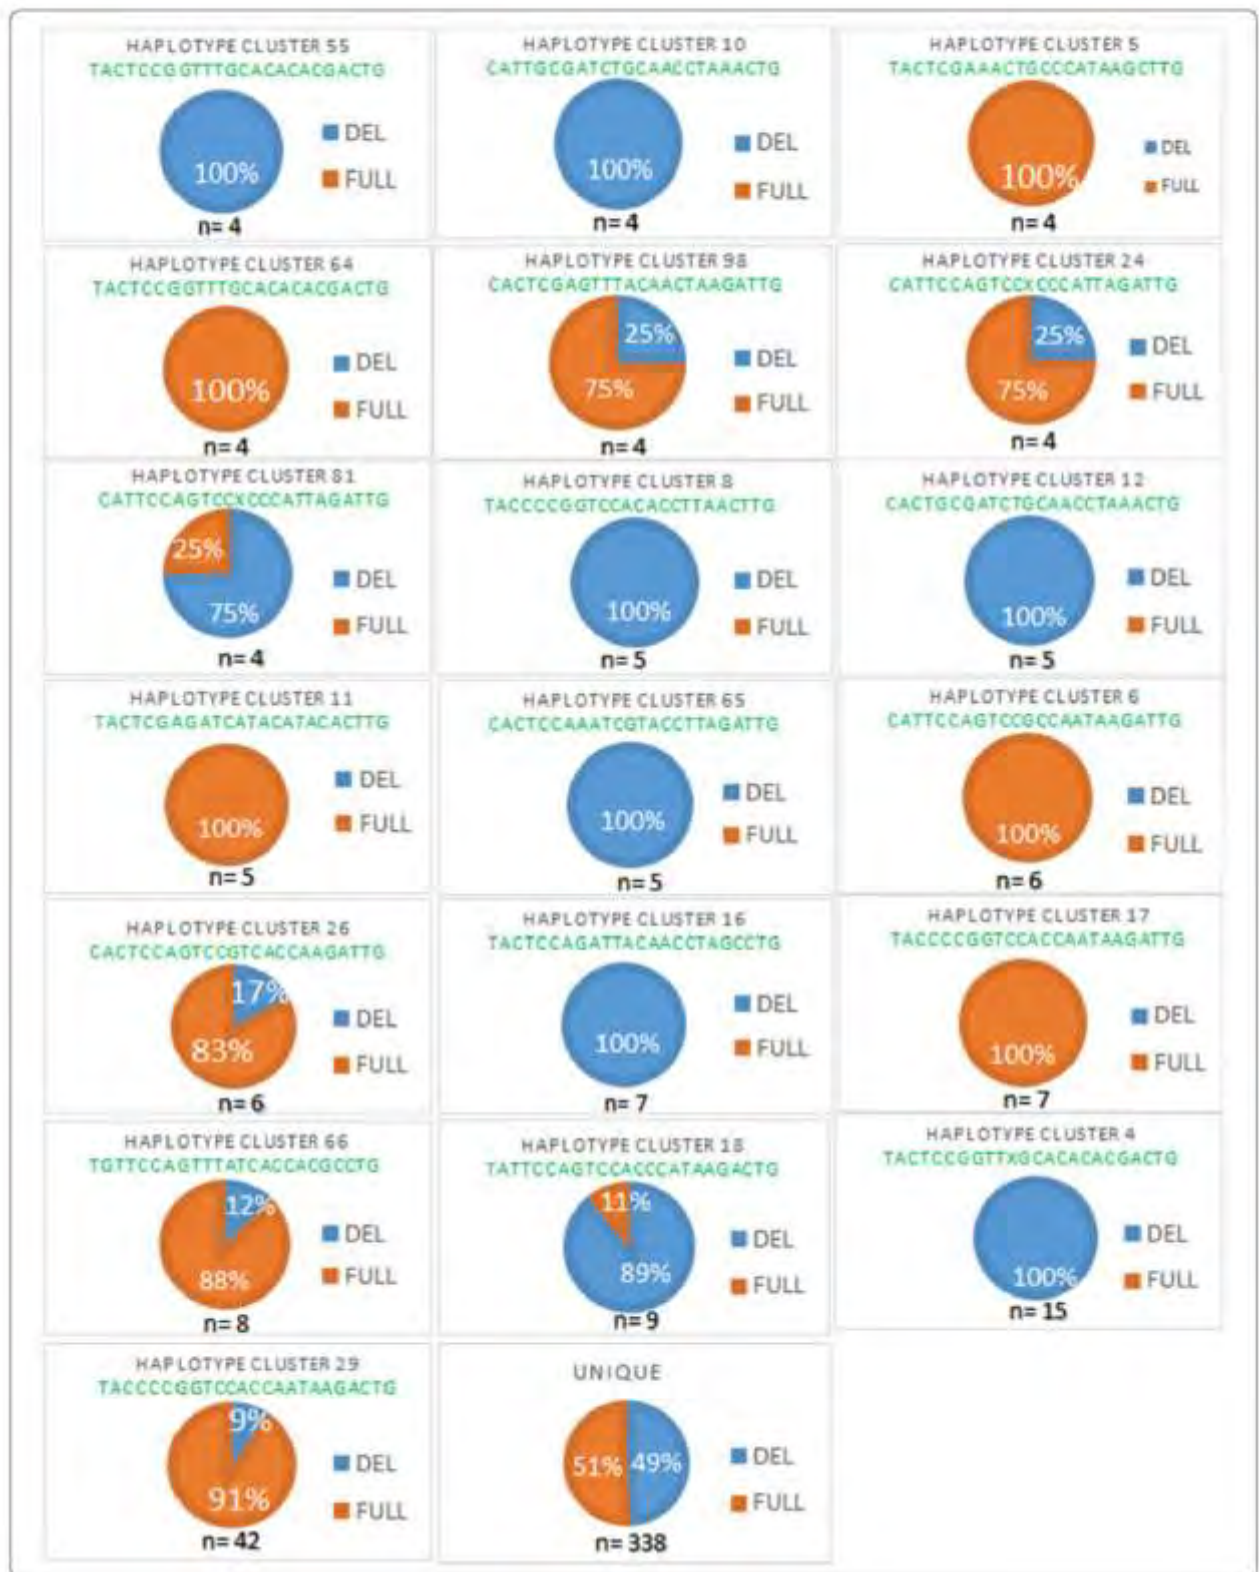 HAPLOTYPE CLUSTER 55
TACTCCGGTTTGCACACACGACTG
DEL
100%
FULL
n= 4
HAPLOTYPE CLUSTER 10
CATTGCGATCTGCAACCTAAACTG
DEL
100%
FULL
n= 4
HAPLOTYPE CLUSTER 5
TACTCGAAACTGCCCATAAGCTTG
DEL
100%
FULL
n= 4
HAPLOTYPE CLUSTER 64
TACTCCGGTTTGCACACACGACTG
DEL
100%
FULL
n= 4
HAPLOTYPE CLUSTER 98
CACTCGAGTTTACAACTAAGATTG
25%
DEL
75%
FULL
n= 4
HAPLOTYPE CLUSTER 24
CATTCCAGTCCXCCCATTAGATTG
25%
DEL
75%
FULL
n= 4
HAPLOTYPE CLUSTER 81
CATTCCAGTCCXCCCATTAGATTG
25%
DEL
75%
FULL
n= 4
HAPLOTYPE CLUSTER 8
TACCCCGGTCCACACCTTAACTTG
DEL
100%
FULL
n= 5
HAPLOTYPE CLUSTER 12
CACTGCGATCTGCAACCTAAACTG
DEL
100%
FULL
n= 5
HAPLOTYPE CLUSTER 11
TACTCGAGATCATACATACACTTG
DEL
100%
FULL
n= 5
HAPLOTYPE CLUSTER 65
CACTCCAAATCGTACCTTAGATTG
DEL
100%
FULL
n= 5
HAPLOTYPE CLUSTER 6
CATTCCAGTCCGCCAATAAGATTG
DEL
100%
FULL
n= 6
HAPLOTYPE CLUSTER 26
CACTCCAGTCCGTCACCAAGATTG
17%
DEL
83%
FULL
n= 6
HAPLOTYPE CLUSTER 16
TACTCCAGATTACAACCTAGCCTG
DEL
100%
FULL
n= 7
HAPLOTYPE CLUSTER 17
TACCCCGGTCCACCAATAAGATTG
DEL
100%
FULL
n= 7
HAPLOTYPE CLUSTER 66
TGTTCCAGTTTATCACCACGCCTG
12%
DEL
88%
FULL
n= 8
HAPLOTYPE CLUSTER 18
TATTCCAGTCCACCCATAAGACTG
11%
DEL
89%
FULL
n= 9
HAPLOTYPE CLUSTER 4
TACTCCGGTTXGCACACACGACTG
DEL
100%
FULL
n= 15
HAPLOTYPE CLUSTER 29
TACCCCGGTCCACCAATAAGACTG
9%
DEL
91%
FULL
n= 42
UNIQUE
51% 49%
DEL
FULL
n= 338